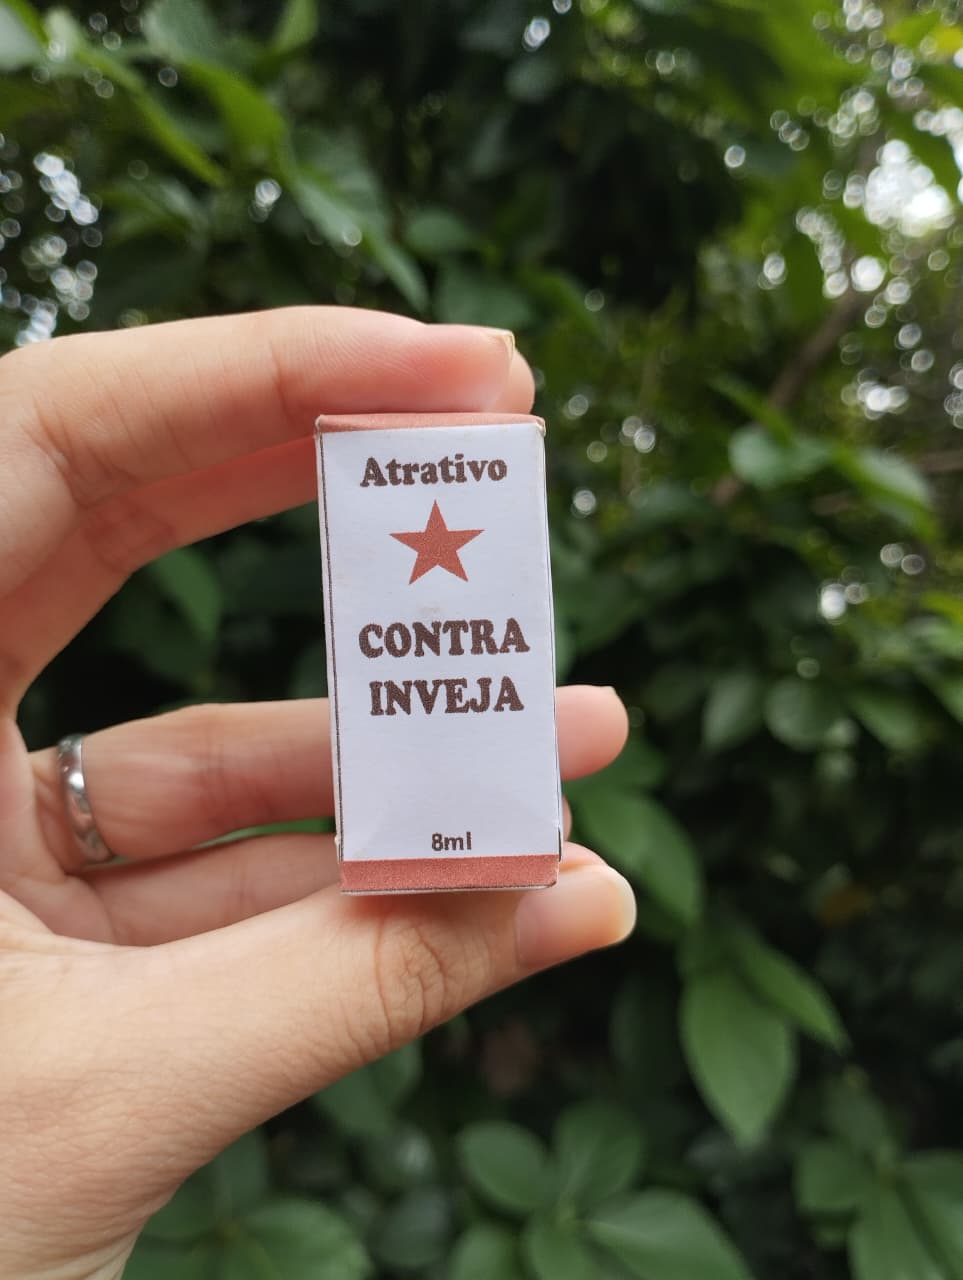 Atrativo
CONTRA
INVEJA
8ml